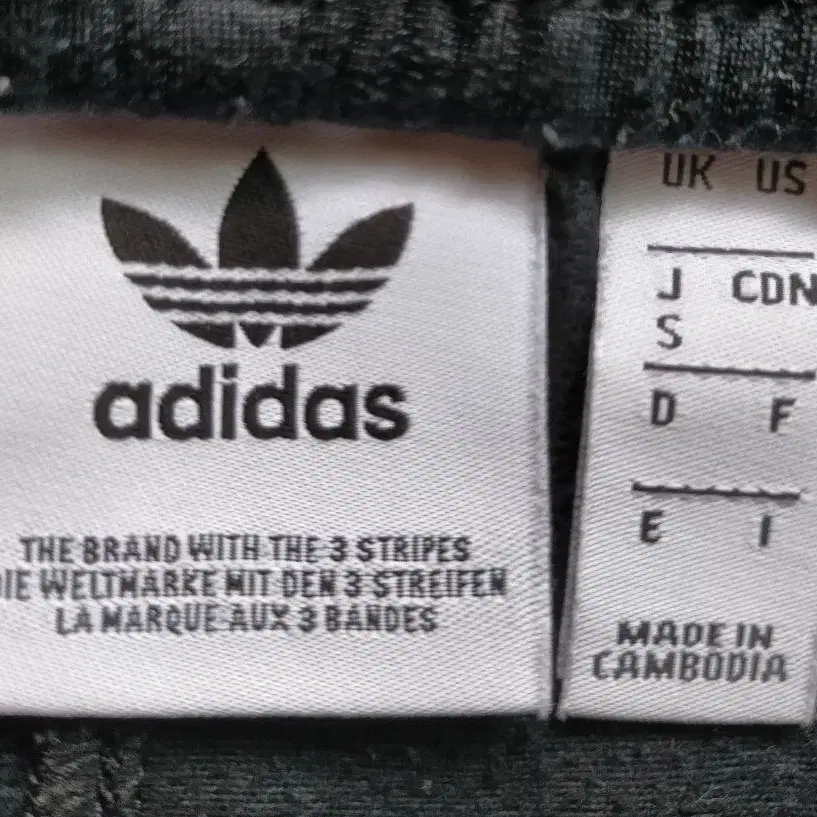 adidas
THE BRAND WITH THE 3 STRIPES
DIE WELTMARKE MIT DEN 3 STREIFEN
LA MARQUE AUX 3 BANDES
UK US
J CDN
S
D F
E I
MADE IN
CAMBODIA